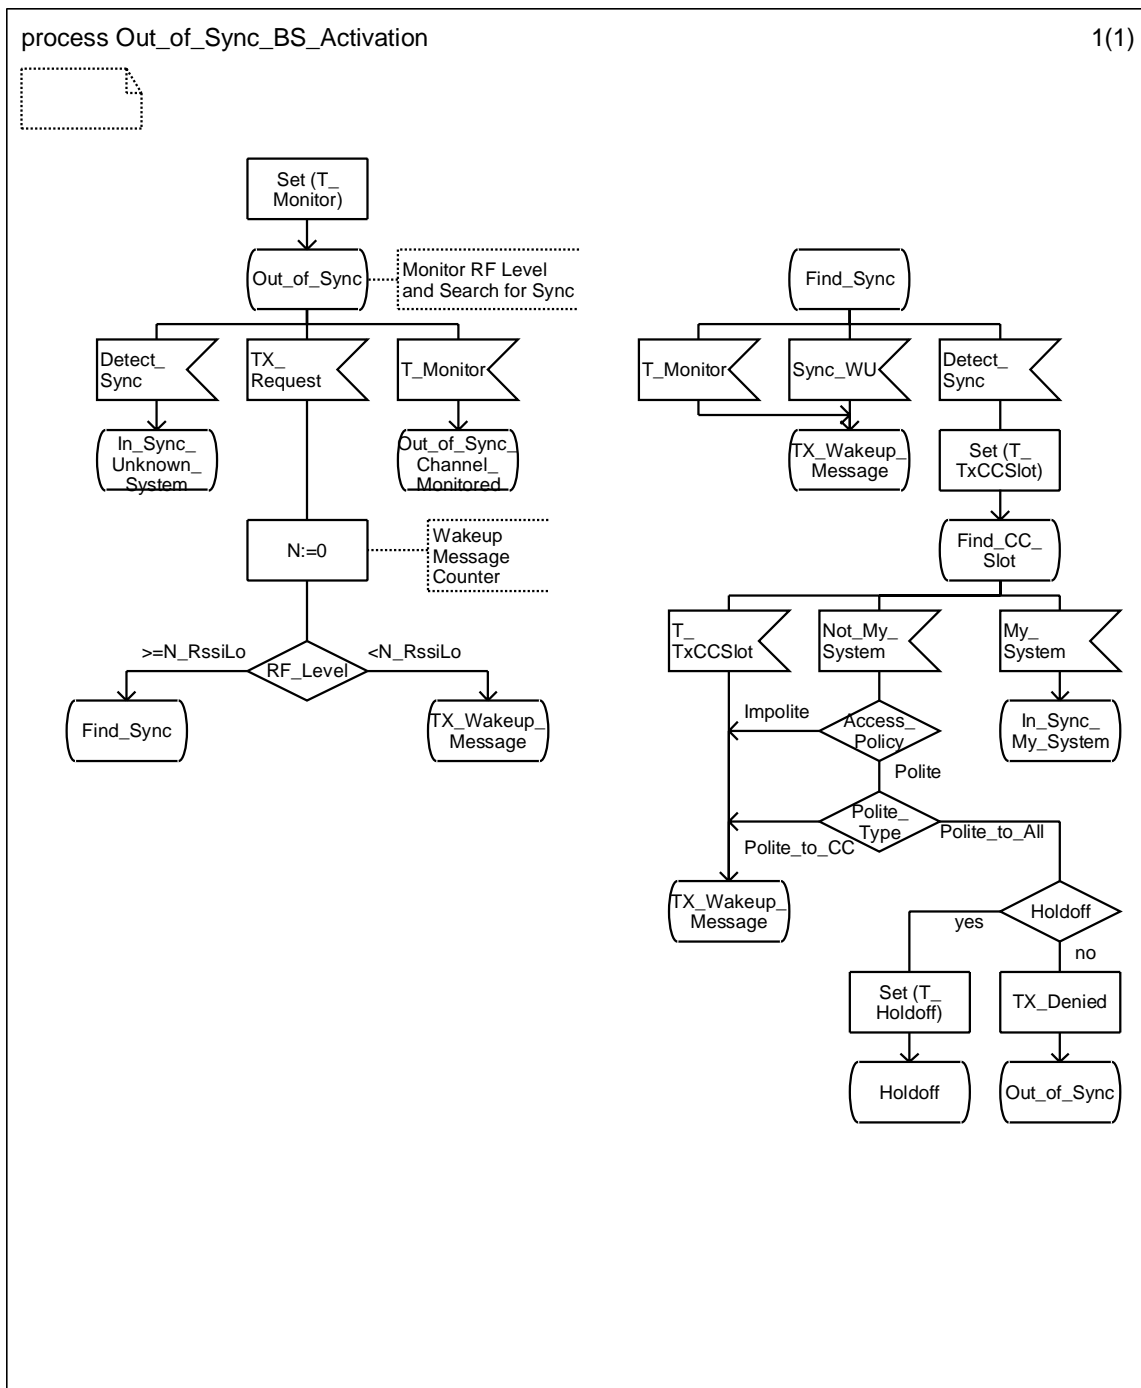 process Out_of_Sync_BS_Activation
1(1)
Set (T_
Monitor)
Out_of_Sync
Monitor RF Level
and Search for Sync
Detect_
Sync
TX_
Request
T_Monitor
In_Sync_
Unknown_
System
Out_of_Sync_
Channel_
Monitored
N:=0
Wakeup
Message
Counter
>=N_RssiLo
RF_Level
<N_RssiLo
Find_Sync
TX_Wakeup_
Message
Find_Sync
T_Monitor
Sync_WU
Detect_
Sync
TX_Wakeup_
Message
Set (T_
TxCCSlot)
Find_CC_
Slot
T_
TxCCSlot
Not_My_
System
My_
System
Impolite
Access_
Policy
In_Sync_
My_System
Polite
Polite_
Type
Polite_to_CC
Polite_to_All
TX_Wakeup_
Message
Holdoff
yes
no
Set (T_
Holdoff)
TX_Denied
Holdoff
Out_of_Sync